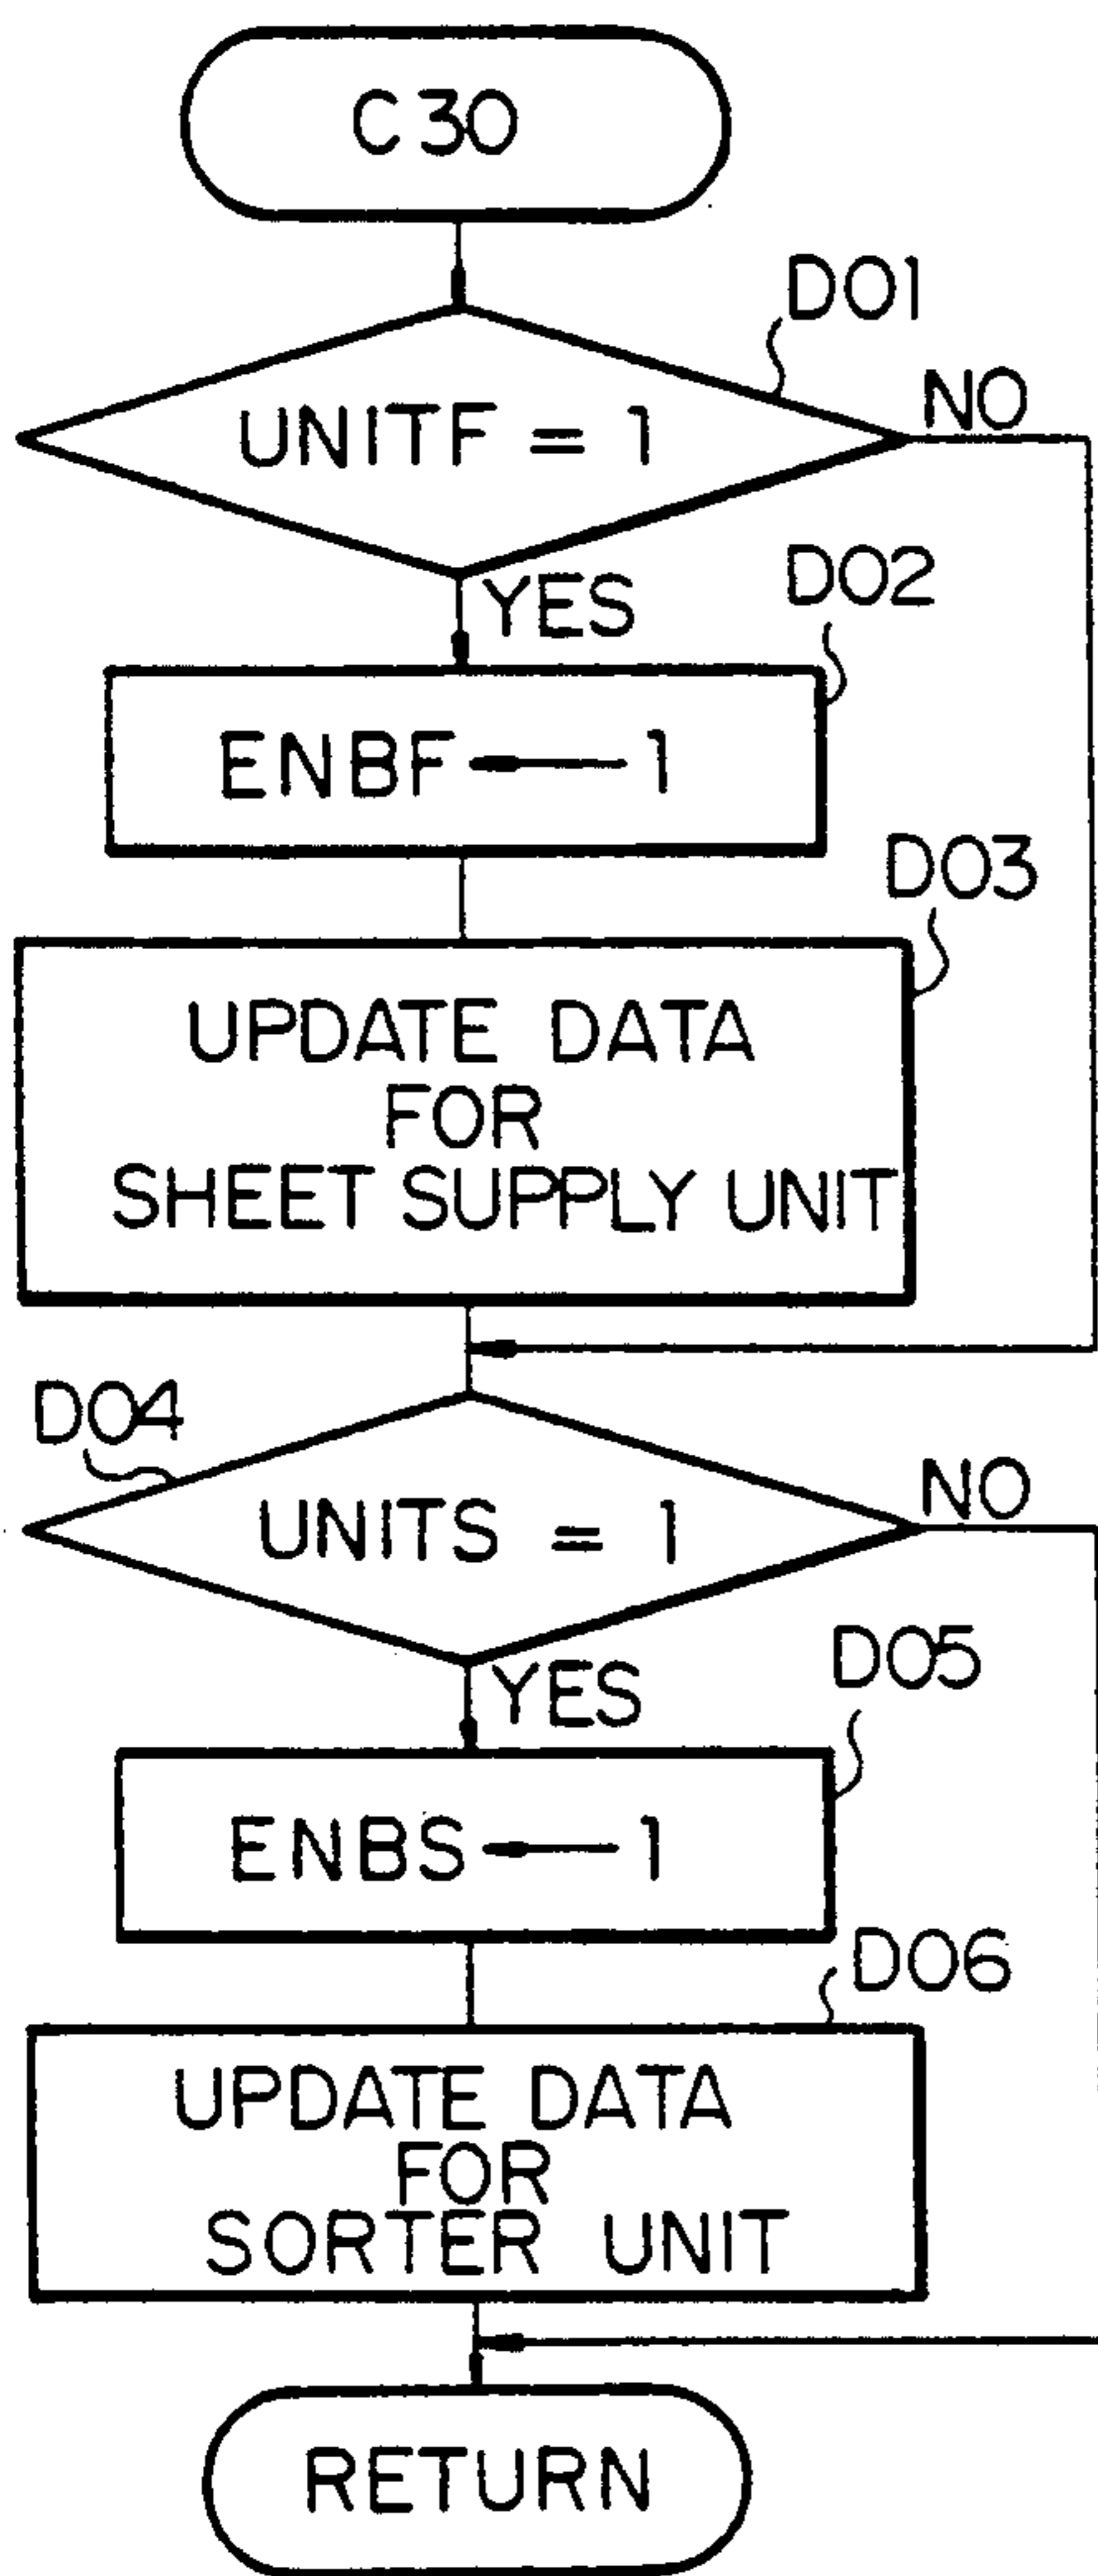 C30
D01
UNITF = 1
NO
YES
D02
ENBF ← 1
D03
UPDATE DATA
FOR
SHEET SUPPLY UNIT
D04
UNITS = 1
NO
YES
D05
ENBS ← 1
D06
UPDATE DATA
FOR
SORTER UNIT
RETURN